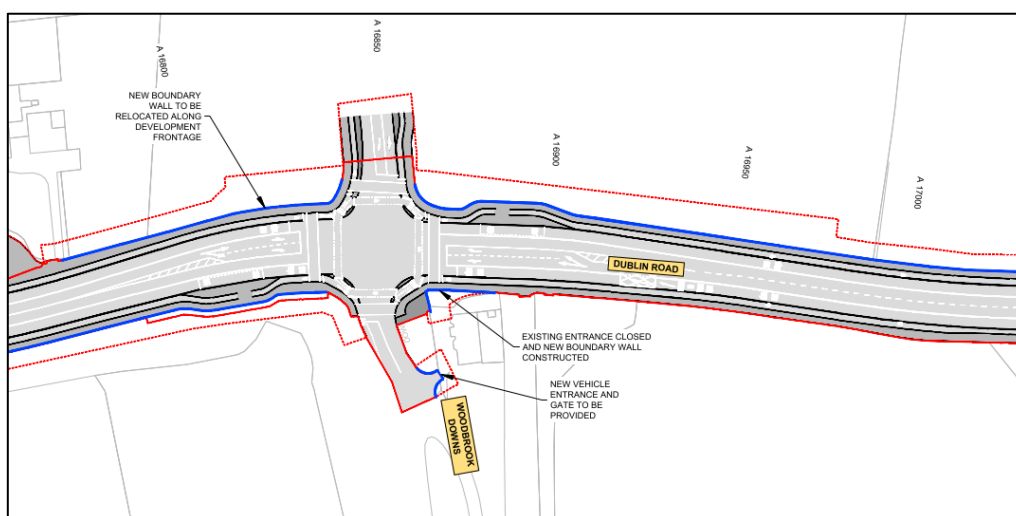 A 16800
A 16850
A 16900
A 16950
A 17000
NEW BOUNDARY
WALL TO BE
RELOCATED ALONG
DEVELOPMENT
FRONTAGE
DUBLIN ROAD
EXISTING ENTRANCE CLOSED
AND NEW BOUNDARY WALL
CONSTRUCTED
NEW VEHICLE
ENTRANCE AND
GATE TO BE
PROVIDED
WOODBROOK
DOWNS